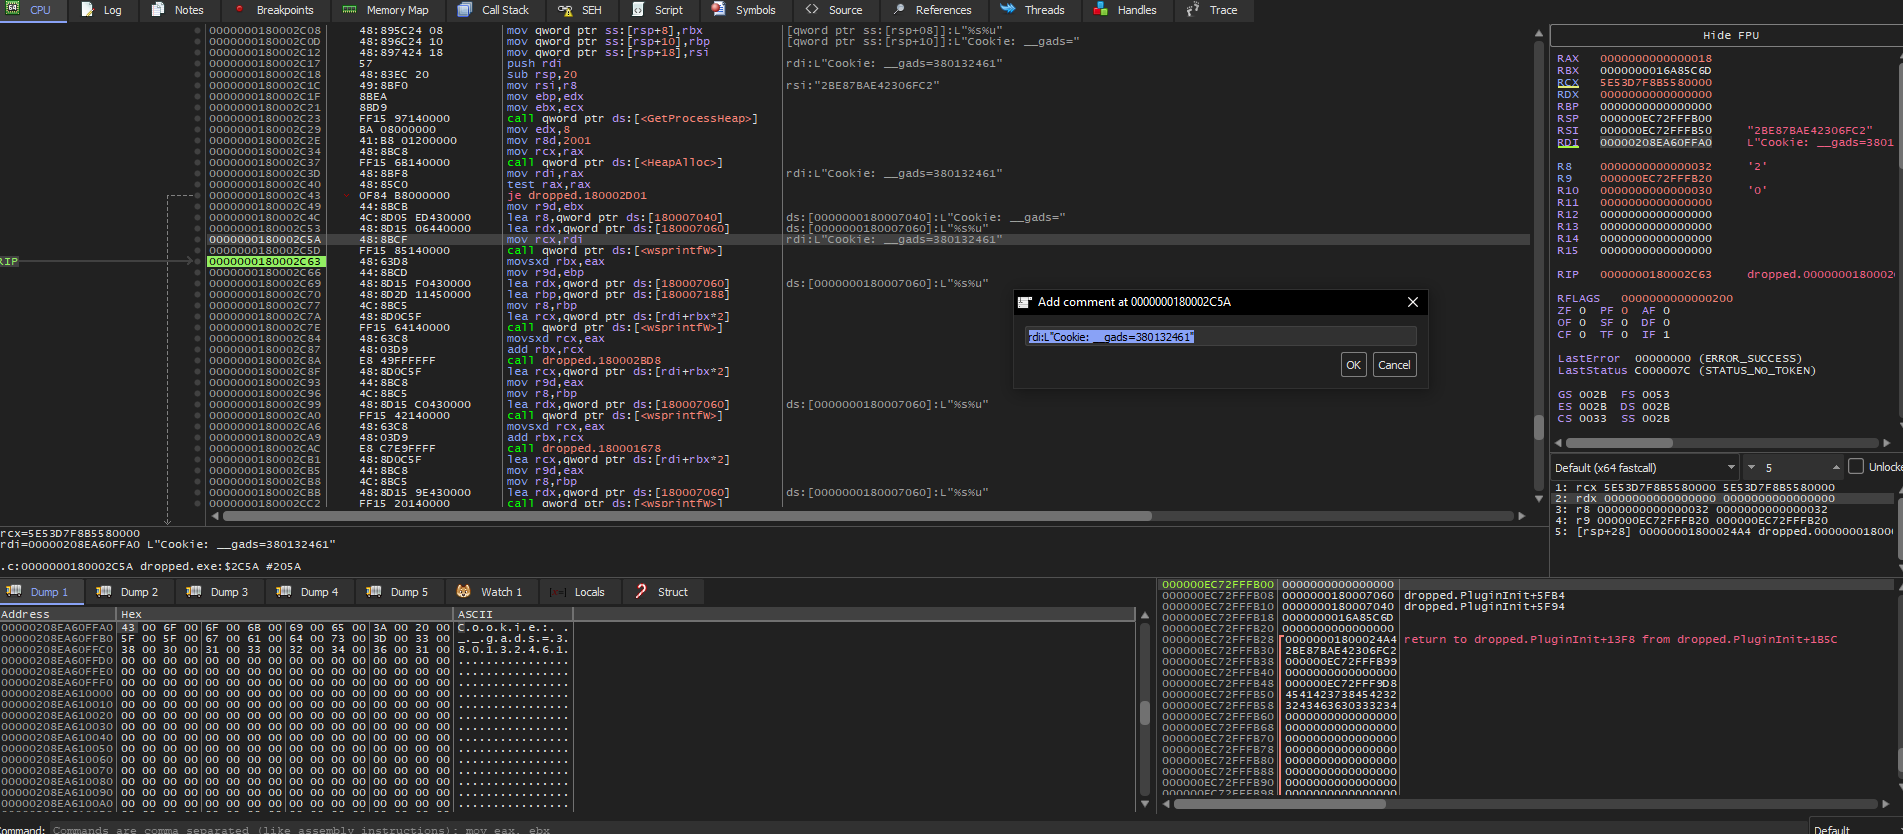 CPU Log Notes Breakpoints Memory Map Call Stack SEH Script Symbols Source References Threads Handles Trace
0000000180002C08 48:895C24 08 mov qword ptr ss:[rsp+8],rbx [qword ptr ss:[rsp+08]]:L"%s%u"
0000000180002C0D 48:896C24 10 mov qword ptr ss:[rsp+10],rbp [qword ptr ss:[rsp+10]]:L"Cookie: __gads="
0000000180002C12 48:897424 18 mov qword ptr ss:[rsp+18],rsi
0000000180002C17 57 push rdi rdi:L"Cookie: __gads=380132461"
0000000180002C18 48:83EC 20 sub rsp,20
0000000180002C1C 49:8BF0 mov rsi,r8 rsi:"2BE87BAE42306FC2"
0000000180002C1F 8BEA mov ebp,edx
0000000180002C21 8BD9 mov ebx,ecx
0000000180002C23 FF15 97140000 call qword ptr ds:[<GetProcessHeap>]
0000000180002C29 BA 08000000 mov edx,8
0000000180002C2E 41:B8 01200000 mov r8d,2001
0000000180002C34 48:8BC8 mov rcx,rax
0000000180002C37 FF15 6B140000 call qword ptr ds:[<HeapAlloc>]
0000000180002C3D 48:8BF8 mov rdi,rax rdi:L"Cookie: __gads=380132461"
0000000180002C40 48:85C0 test rax,rax
0000000180002C43 0F84 B8000000 je dropped.180002D01
0000000180002C49 44:8BCB mov r9d,ebx
0000000180002C4C 4C:8D05 ED430000 lea r8,qword ptr ds:[180007040] ds:[0000000180007040]:L"Cookie: __gads="
0000000180002C53 48:8D15 06440000 lea rdx,qword ptr ds:[180007060] ds:[0000000180007060]:L"%s%u"
0000000180002C5A 48:8BCF mov rcx,rdi rdi:L"Cookie: __gads=380132461"
0000000180002C5D FF15 85140000 call qword ptr ds:[<wsprintfW>]
RIP 0000000180002C63 48:63D8 movsxd rbx,eax
0000000180002C66 44:8BCD mov r9d,ebp
0000000180002C69 48:8D15 F0430000 lea rdx,qword ptr ds:[180007060] ds:[0000000180007060]:L"%s%u"
0000000180002C70 48:8D2D 11450000 lea rbp,qword ptr ds:[180007188]
0000000180002C77 4C:8BC5 mov r8,rbp
0000000180002C7A 48:8D0C5F lea rcx,qword ptr ds:[rdi+rbx*2]
0000000180002C7E FF15 64140000 call qword ptr ds:[<wsprintfW>]
0000000180002C84 48:63C8 movsxd rcx,eax
0000000180002C87 48:03D9 add rbx,rcx
0000000180002C8A E8 49FFFFFF call dropped.180002BD8
0000000180002C8F 48:8D0C5F lea rcx,qword ptr ds:[rdi+rbx*2]
0000000180002C93 44:8BC8 mov r9d,eax
0000000180002C96 4C:8BC5 mov r8,rbp
0000000180002C99 48:8D15 C0430000 lea rdx,qword ptr ds:[180007060] ds:[0000000180007060]:L"%s%u"
0000000180002CA0 FF15 42140000 call qword ptr ds:[<wsprintfW>]
0000000180002CA6 48:63C8 movsxd rcx,eax
0000000180002CA9 48:03D9 add rbx,rcx
0000000180002CAC E8 C7E9FFFF call dropped.180001678
0000000180002CB1 48:8D0C5F lea rcx,qword ptr ds:[rdi+rbx*2]
0000000180002CB5 44:8BC8 mov r9d,eax
0000000180002CB8 4C:8BC5 mov r8,rbp
0000000180002CBB 48:8D15 9E430000 lea rdx,qword ptr ds:[180007060] ds:[0000000180007060]:L"%s%u"
0000000180002CC2 FF15 20140000 call qword ptr ds:[<wsprintfW>]
Add comment at 0000000180002C5A
rdi:L"Cookie: __gads=380132461"
OK Cancel
Hide FPU
RAX 0000000000000018
RBX 0000000016A85C6D
RCX 5E53D7F8B5580000
RDX 0000000000000000
RBP 0000000000000000
RSP 000000EC72FFFB00
RSI 000000EC72FFFB50 "2BE87BAE42306FC2"
RDI 00000208EA60FFA0 L"Cookie: __gads=3801
R8 0000000000000032 '2'
R9 000000EC72FFFB20
R10 0000000000000030 '0'
R11 0000000000000000
R12 0000000000000000
R13 0000000000000000
R14 0000000000000000
R15 0000000000000000
RIP 0000000180002C63 dropped.00000001800026
RFLAGS 0000000000000200
ZF 0 PF 0 AF 0
OF 0 SF 0 DF 0
CF 0 TF 0 IF 1
LastError 00000000 (ERROR_SUCCESS)
LastStatus C000007C (STATUS_NO_TOKEN)
GS 002B FS 0053
ES 002B DS 002B
CS 0033 SS 002B
Default (x64 fastcall) 5 Unlocke
1: rcx 5E53D7F8B5580000 5E53D7F8B5580000
2: rdx 0000000000000000 0000000000000000
3: r8 0000000000000032 0000000000000032
4: r9 000000EC72FFFB20 000000EC72FFFB20
5: [rsp+28] 00000001800024A4 dropped.00000001800
rcx=5E53D7F8B5580000
rdi=00000208EA60FFA0 L"Cookie: __gads=380132461"
.c:0000000180002C5A dropped.exe:$2C5A #205A
Dump 1 Dump 2 Dump 3 Dump 4 Dump 5 Watch 1 Locals Struct
Address Hex ASCII
00000208EA60FFA0 43 00 6F 00 6F 00 6B 00 69 00 65 00 3A 00 20 00 C.o.o.k.i.e.:. .
00000208EA60FFB0 5F 00 5F 00 67 00 61 00 64 00 73 00 3D 00 33 00 _._.g.a.d.s.=.3.
00000208EA60FFC0 38 00 30 00 31 00 33 00 32 00 34 00 36 00 31 00 8.0.1.3.2.4.6.1.
00000208EA60FFD0 00 00 00 00 00 00 00 00 00 00 00 00 00 00 00 00 ................
00000208EA60FFE0 00 00 00 00 00 00 00 00 00 00 00 00 00 00 00 00 ................
00000208EA60FFF0 00 00 00 00 00 00 00 00 00 00 00 00 00 00 00 00 ................
00000208EA610000 00 00 00 00 00 00 00 00 00 00 00 00 00 00 00 00 ................
00000208EA610010 00 00 00 00 00 00 00 00 00 00 00 00 00 00 00 00 ................
00000208EA610020 00 00 00 00 00 00 00 00 00 00 00 00 00 00 00 00 ................
00000208EA610030 00 00 00 00 00 00 00 00 00 00 00 00 00 00 00 00 ................
00000208EA610040 00 00 00 00 00 00 00 00 00 00 00 00 00 00 00 00 ................
00000208EA610050 00 00 00 00 00 00 00 00 00 00 00 00 00 00 00 00 ................
00000208EA610060 00 00 00 00 00 00 00 00 00 00 00 00 00 00 00 00 ................
00000208EA610070 00 00 00 00 00 00 00 00 00 00 00 00 00 00 00 00 ................
00000208EA610080 00 00 00 00 00 00 00 00 00 00 00 00 00 00 00 00 ................
00000208EA610090 00 00 00 00 00 00 00 00 00 00 00 00 00 00 00 00 ................
00000208EA6100A0 00 00 00 00 00 00 00 00 00 00 00 00 00 00 00 00 ................
000000EC72FFFB00 0000000000000000
000000EC72FFFB08 0000000180007060 dropped.PluginInit+5FB4
000000EC72FFFB10 0000000180007040 dropped.PluginInit+5F94
000000EC72FFFB18 0000000016A85C6D
000000EC72FFFB20 0000000000000000
000000EC72FFFB28 00000001800024A4 return to dropped.PluginInit+13F8 from dropped.PluginInit+1B5C
000000EC72FFFB30 2BE87BAE42306FC2
000000EC72FFFB38 000000EC72FFFB99
000000EC72FFFB40 0000000000000000
000000EC72FFFB48 000000EC72FFF9D8
000000EC72FFFB50 4541423738454232
000000EC72FFFB58 3243463630333234
000000EC72FFFB60 0000000000000000
000000EC72FFFB68 0000000000000000
000000EC72FFFB70 0000000000000000
000000EC72FFFB78 0000000000000000
000000EC72FFFB80 0000000000000000
000000EC72FFFB88 0000000000000000
000000EC72FFFB90 0000000000000000
000000EC72FFFB98 0000000000000000
ommand: Commands are comma separated (like assembly instructions): mov eax, ebx Default